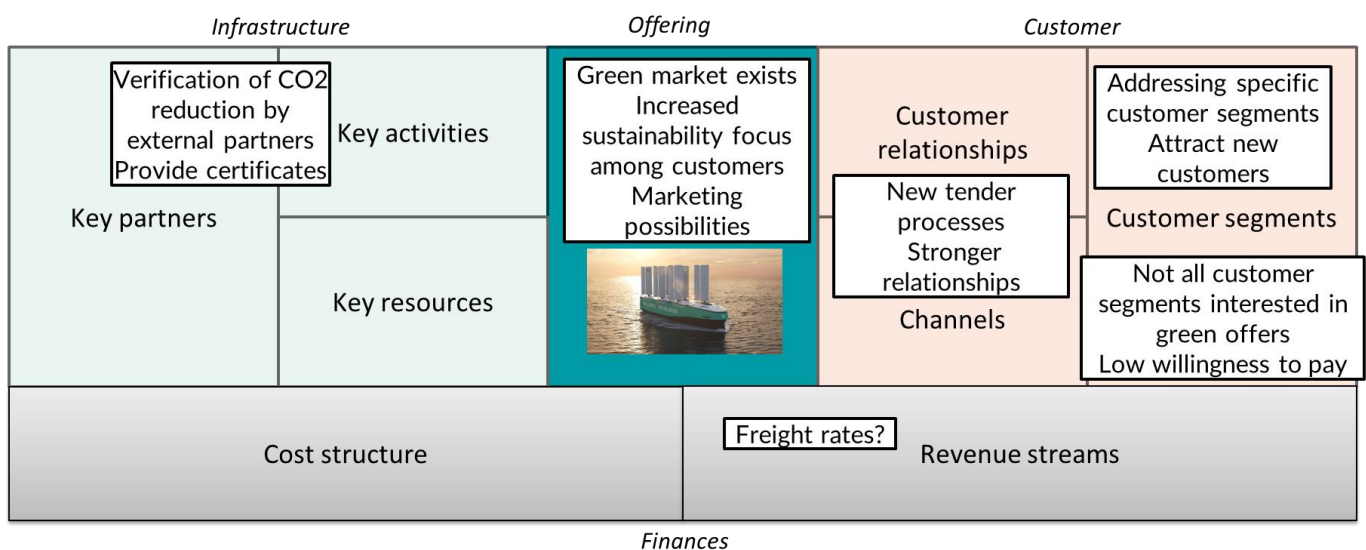 Infrastructure
Offering
Customer
Verification of CO2
reduction by
external partners
Provide certificates
Key activities
Key partners
Key resources
Green market exists
Increased
sustainability focus
among customers
Marketing
possibilities
Customer
relationships
New tender
processes
Stronger
relationships
Channels
Addressing specific
customer segments
Attract new
customers
Customer segments
Not all customer
segments interested in
green offers
Low willingness to pay
Cost structure
Freight rates?
Revenue streams
Finances